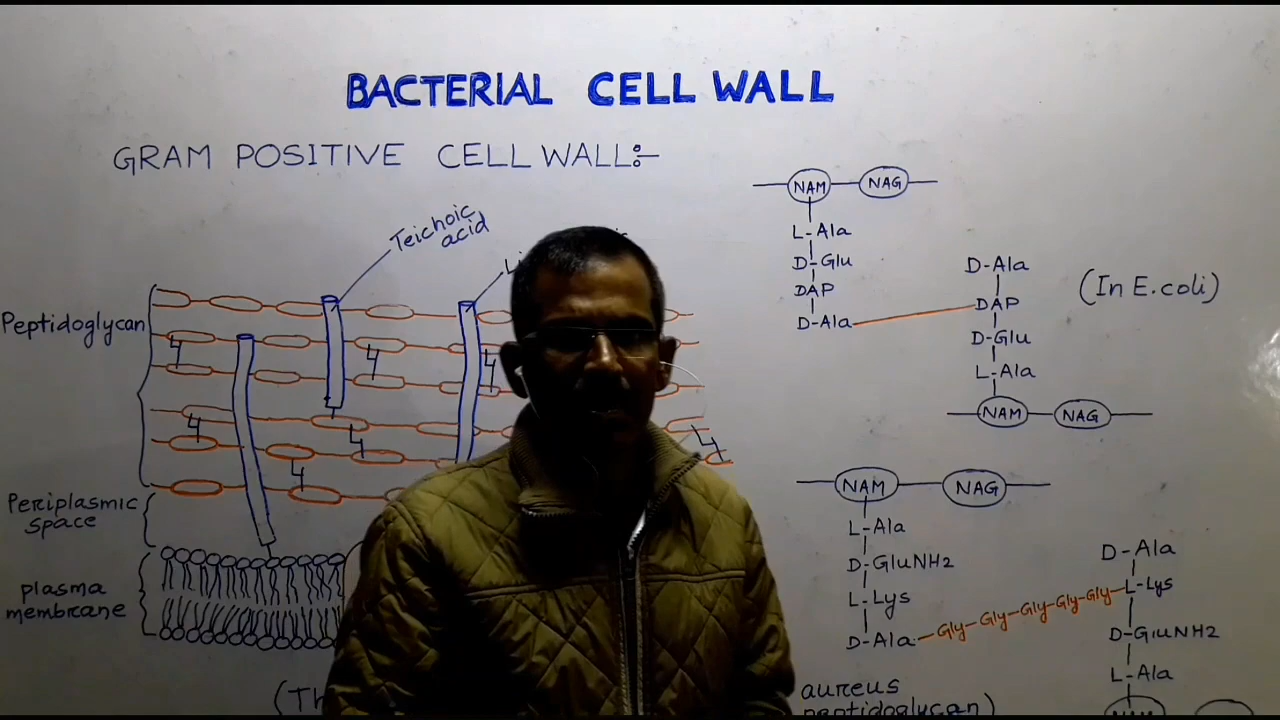 BACTERIAL CELL WALL
GRAM POSITIVE CELL WALL:-
Teichoic
acid
Peptidoglycan
Periplasmic
space
plasma
membrane
NAM NAG
L-Ala
D-Glu
DAP
D-Ala
D-Ala
DAP
D-Glu
L-Ala
NAM NAG
(In E.coli)
NAM NAG
L-Ala
D-GluNH2
L-Lys
D-Ala-Gly-Gly-Gly-Gly-Gly-L-Lys
D-Ala
D-GluNH2
L-Ala
NAM
aureus
peptidoglycan)